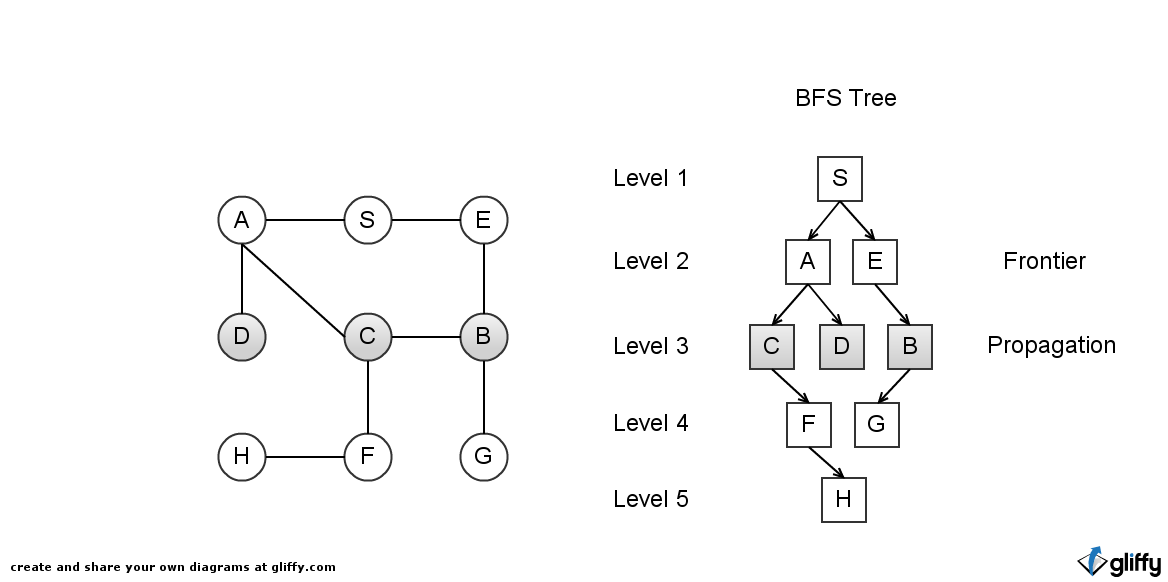 BFS Tree
Level 1 S
A S E
Level 2 A E Frontier
D C B
Level 3 C D B Propagation
Level 4 F G
H F G
Level 5 H
create and share your own diagrams at gliffy.com
gliffy